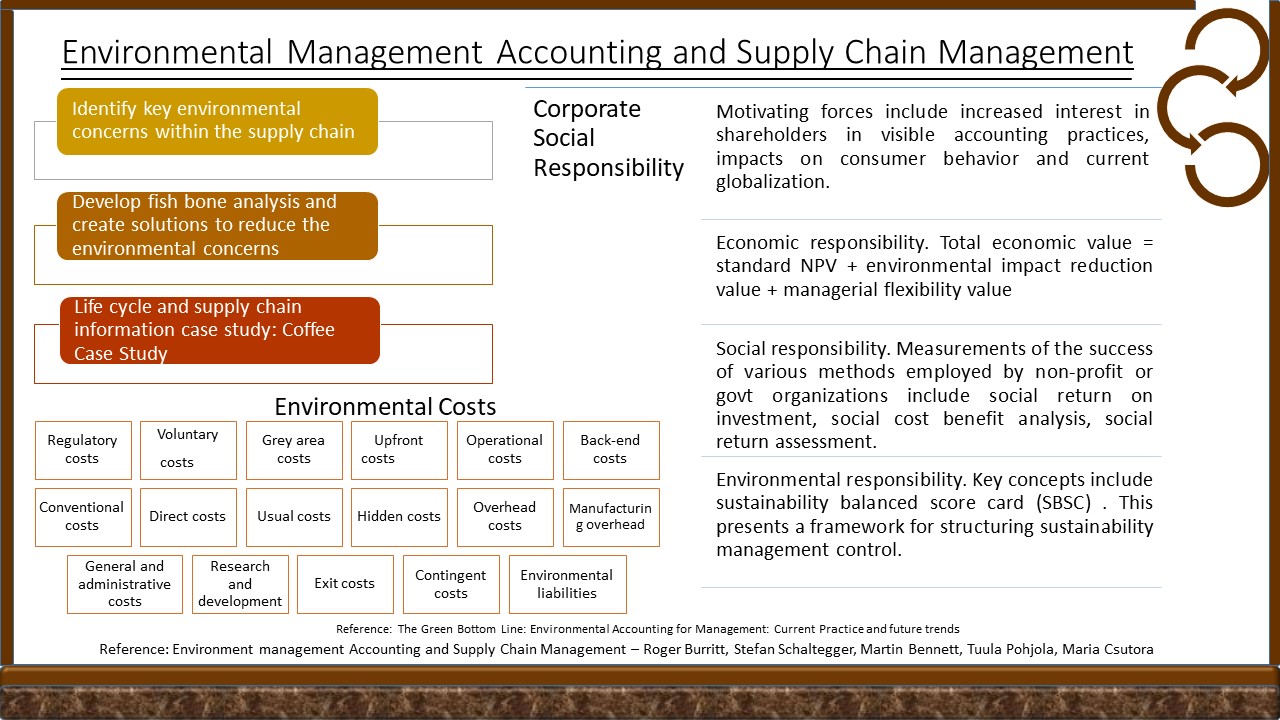 Environmental Management Accounting and Supply Chain Management
Identify key environmental
concerns within the supply chain
Develop fish bone analysis and
create solutions to reduce the
environmental concerns
Life cycle and supply chain
information case study: Coffee
Case Study
Environmental Costs
Regulatory
costs
Voluntary
costs
Grey area
costs
Upfront
costs
Operational
costs
Back-end
costs
Conventional
costs
Direct costs
Usual costs
Hidden costs
Overhead
costs
Manufacturin
g overhead
General and
administrative
costs
Research
and
development
Exit costs
Contingent
costs
Environmental
liabilities
Corporate
Social
Responsibility
Motivating forces include increased interest in
shareholders in visible accounting practices,
impacts on consumer behavior and current
globalization.
Economic responsibility. Total economic value =
standard NPV + environmental impact reduction
value + managerial flexibility value
Social responsibility. Measurements of the success
of various methods employed by non-profit or
govt organizations include social return on
investment, social cost benefit analysis, social
return assessment.
Environmental responsibility. Key concepts include
sustainability balanced score card (SBSC) . This
presents a framework for structuring sustainability
management control.
Reference: The Green Bottom Line: Environmental Accounting for Management: Current Practice and future trends
Reference: Environment management Accounting and Supply Chain Management – Roger Burritt, Stefan Schaltegger, Martin Bennett, Tuula Pohjola, Maria Csutora